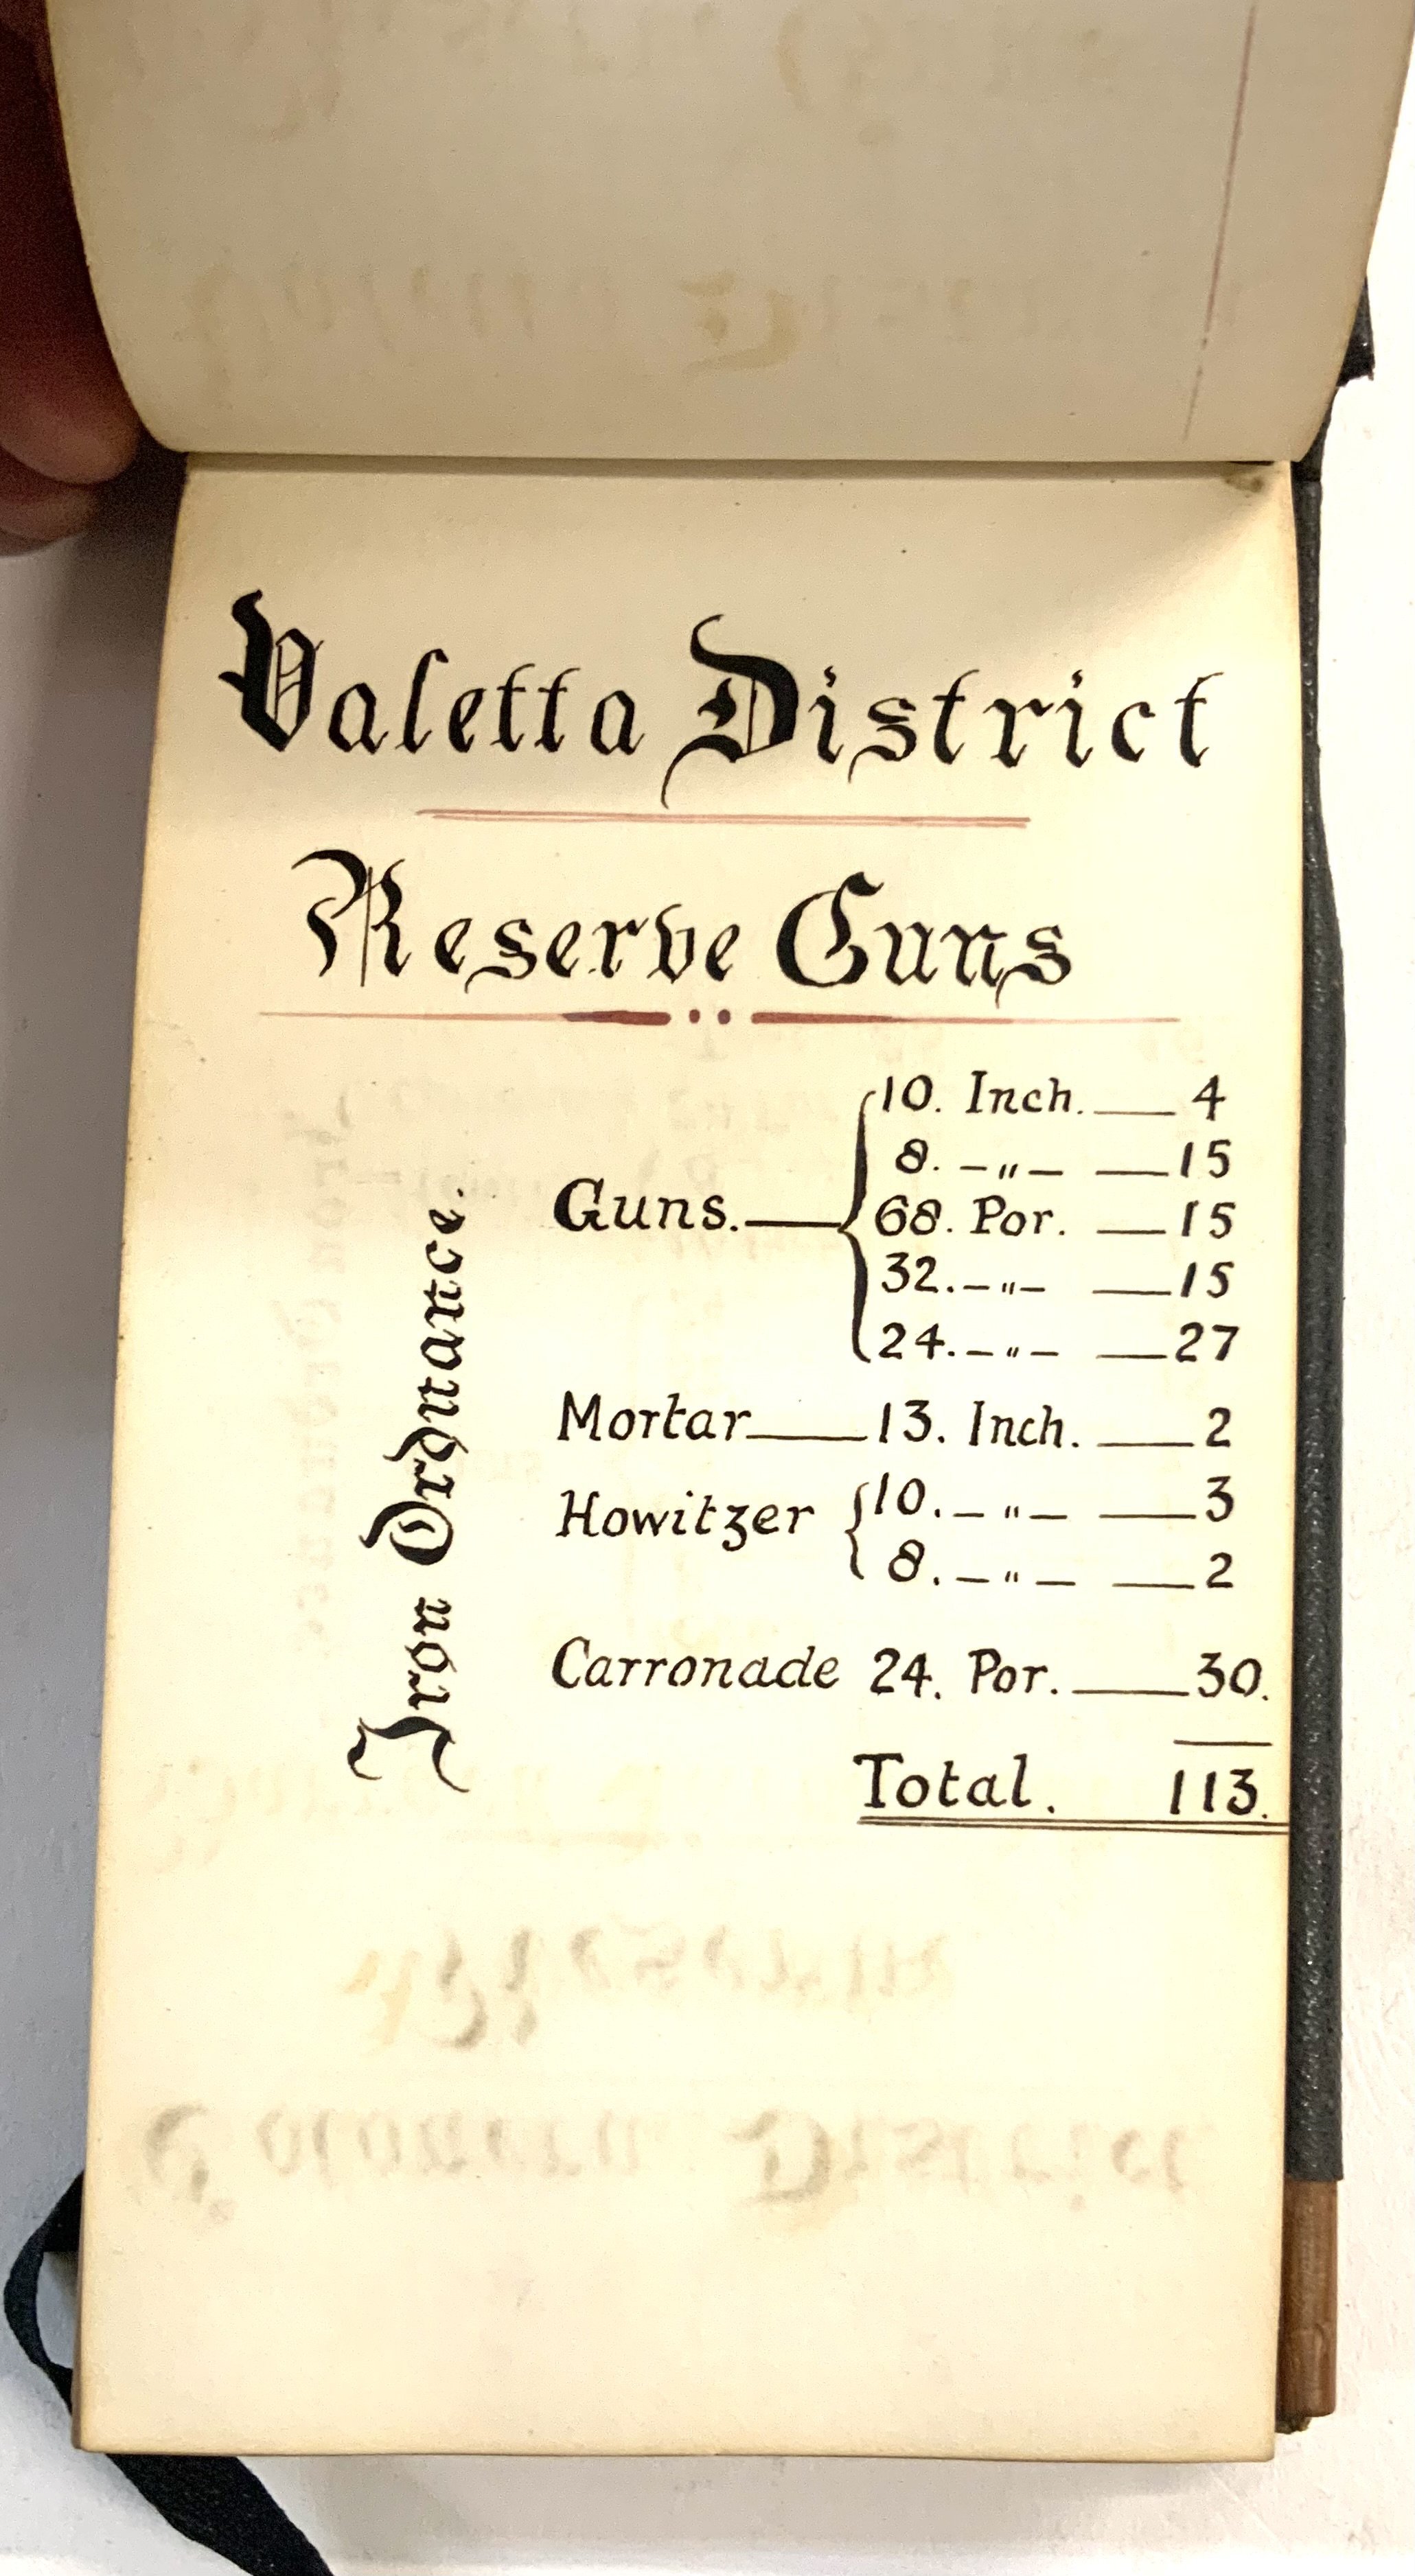 Valetta District
Reserve Guns
Iron Ordnance.
Guns. — 10. Inch. — 4
8. – „ – — 15
68. Por. — 15
32. – „ – — 15
24. – „ – — 27
Mortar — 13. Inch. — 2
Howitzer 10. – „ – — 3
8. – „ – — 2
Carronade 24. Por. — 30.
Total. 113.